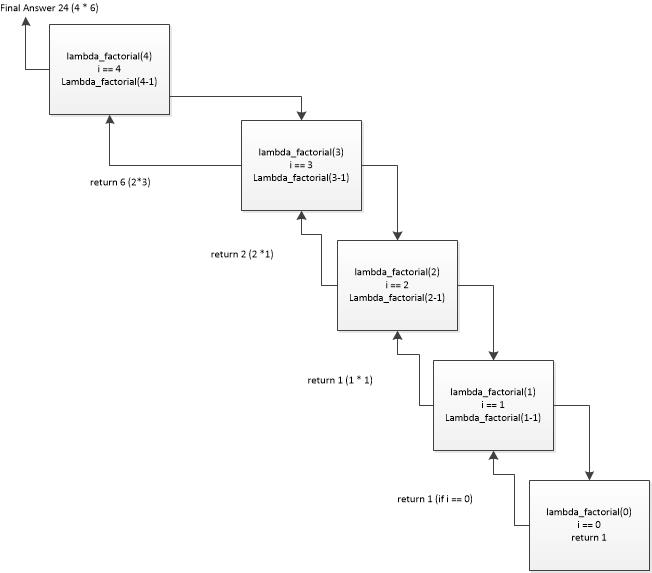 Final Answer 24 (4 * 6)
lambda_factorial(4)
i == 4
Lambda_factorial(4-1)
lambda_factorial(3)
i == 3
Lambda_factorial(3-1)
return 6 (2*3)
return 2 (2 *1)
lambda_factorial(2)
i == 2
Lambda_factorial(2-1)
return 1 (1 * 1)
lambda_factorial(1)
i == 1
Lambda_factorial(1-1)
return 1 (if i == 0)
lambda_factorial(0)
i == 0
return 1